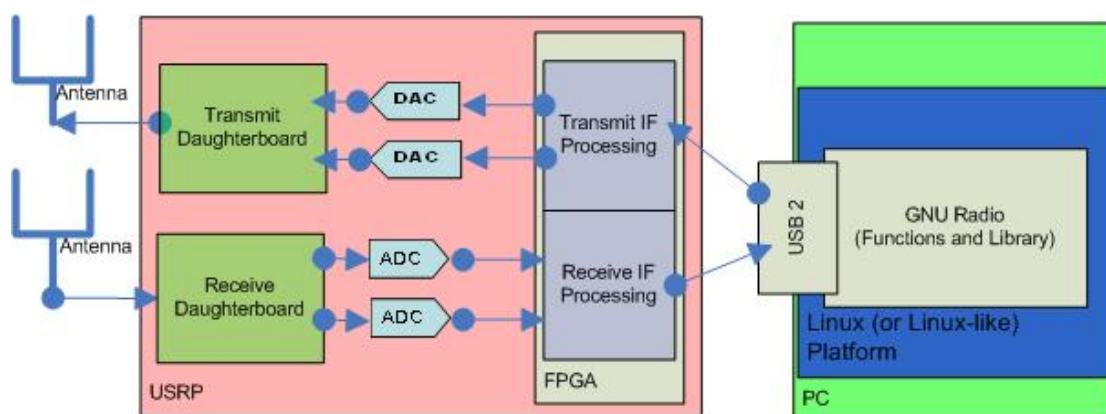 Antenna
Transmit
Daughterboard
DAC
DAC
Transmit IF
Processing
Antenna
Receive
Daughterboard
ADC
ADC
Receive IF
Processing
USRP
FPGA
USB 2
GNU Radio
(Functions and Library)
Linux (or Linux-like)
Platform
PC